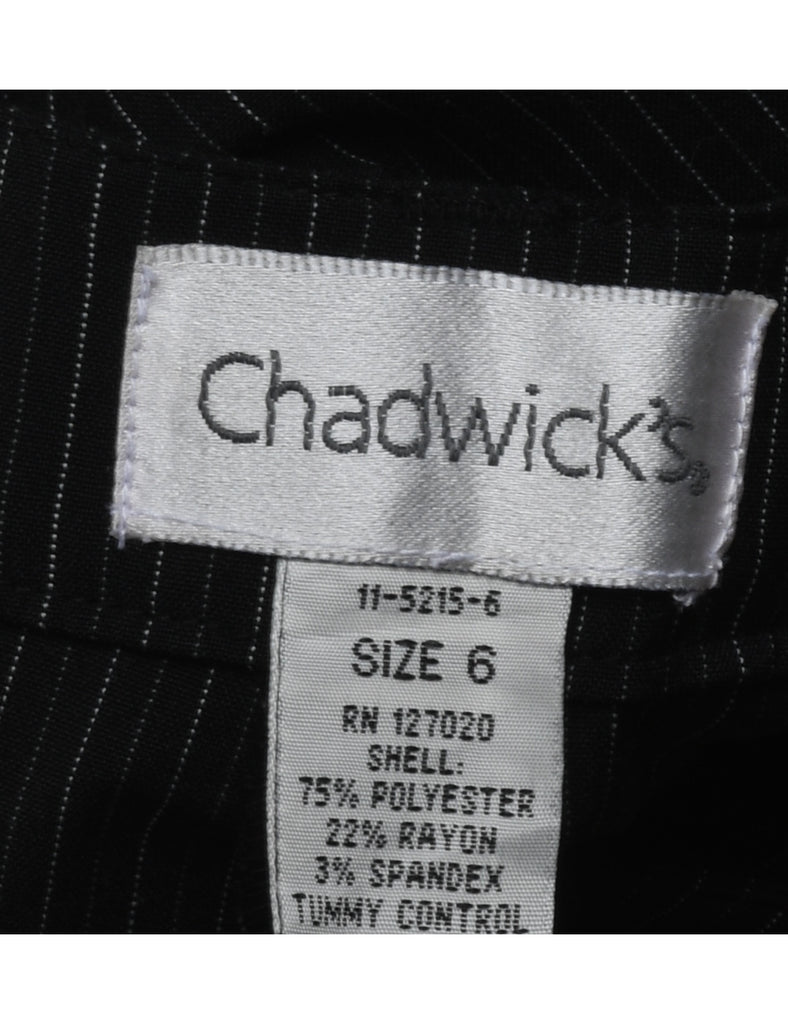 Chadwick's®
11-5215-6
SIZE 6
RN 127020
SHELL:
75% POLYESTER
22% RAYON
3% SPANDEX
TUMMY CONTROL